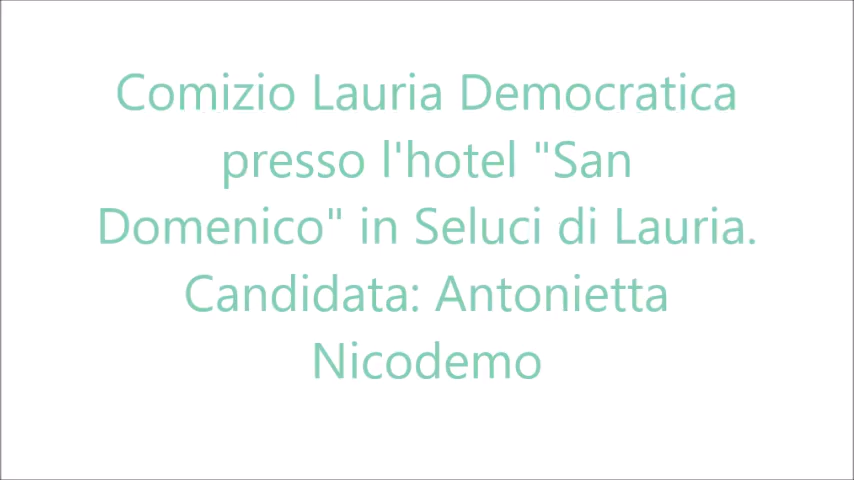 Comizio Lauria Democratica
presso l'hotel "San
Domenico" in Seluci di Lauria.
Candidata: Antonietta
Nicodemo